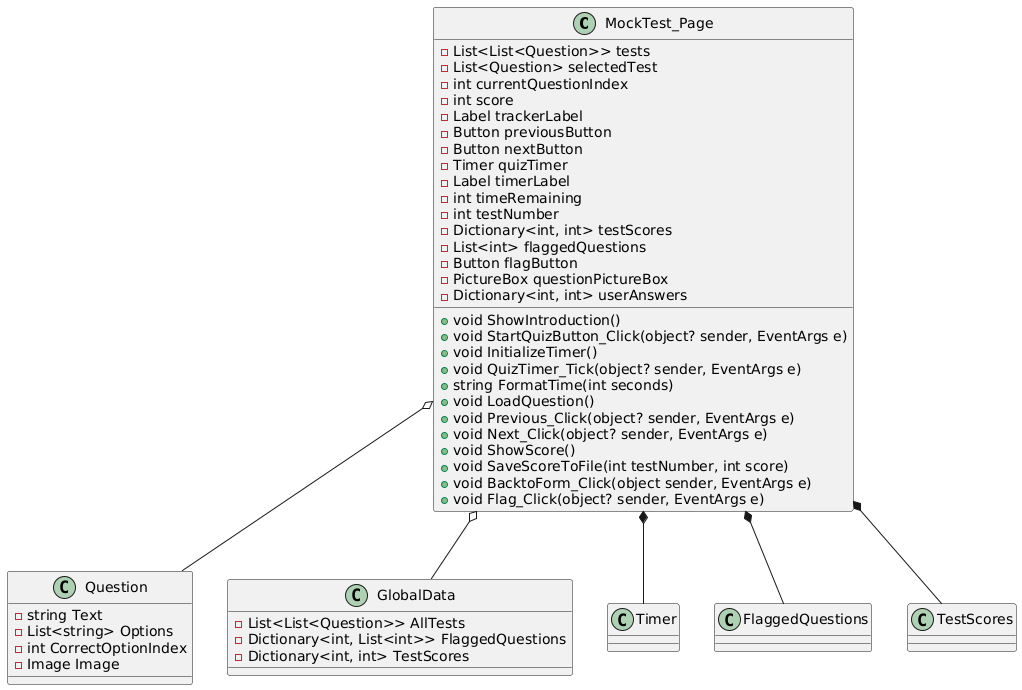 C MockTest_Page
List<List<Question>> tests
List<Question> selectedTest
int currentQuestionIndex
int score
Label trackerLabel
Button previousButton
Button nextButton
Timer quizTimer
Label timerLabel
int timeRemaining
int testNumber
Dictionary<int, int> testScores
List<int> flaggedQuestions
Button flagButton
PictureBox questionPictureBox
Dictionary<int, int> userAnswers
void ShowIntroduction()
void StartQuizButton_Click(object? sender, EventArgs e)
void InitializeTimer()
void QuizTimer_Tick(object? sender, EventArgs e)
string FormatTime(int seconds)
void LoadQuestion()
void Previous_Click(object? sender, EventArgs e)
void Next_Click(object? sender, EventArgs e)
void ShowScore()
void SaveScoreToFile(int testNumber, int score)
void BacktoForm_Click(object sender, EventArgs e)
void Flag_Click(object? sender, EventArgs e)
C Question
string Text
List<string> Options
int CorrectOptionIndex
Image Image
C GlobalData
List<List<Question>> AllTests
Dictionary<int, List<int>> FlaggedQuestions
Dictionary<int, int> TestScores
C Timer
C FlaggedQuestions
C TestScores